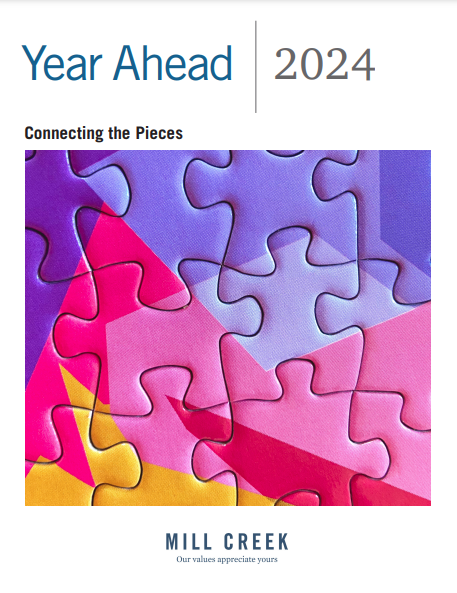 Year Ahead 2024
Connecting the Pieces
MILL CREEK
Our values appreciate yours